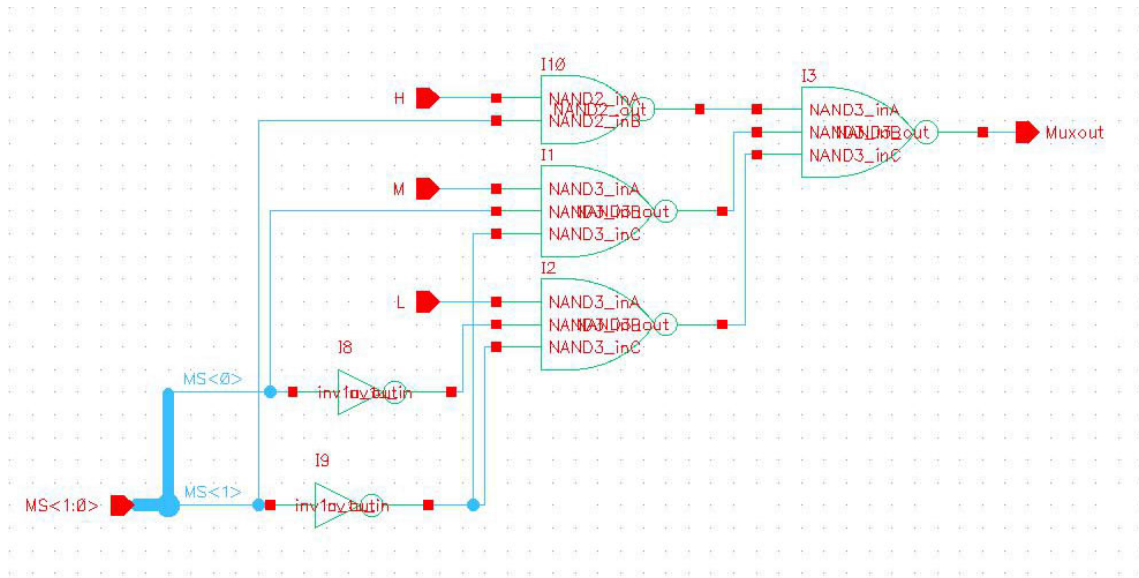 I10
H
NAND2_inA
NAND2_out
NAND2_inB
I3
NAND3_inA
NAND3_inC
Muxout
I1
M
NAND3_inA
NAND3_inC
I2
L
NAND3_inA
NAND3_inC
I8
MS<0>
I9
MS<1>
MS<1:0>